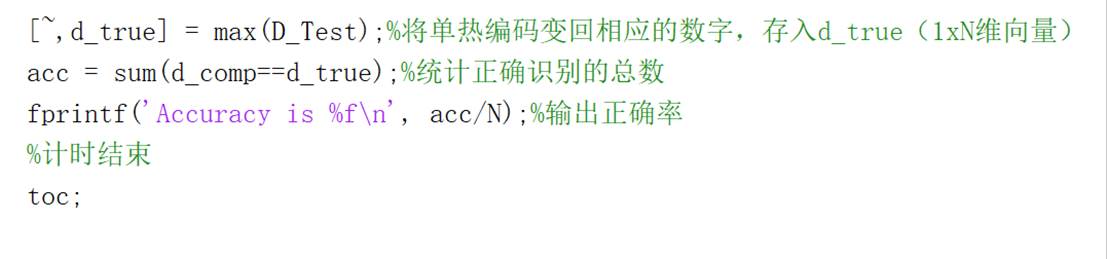 [~,d_true] = max(D_Test);%将单热编码变回相应的数字，存入d_true（1xN维向量）
acc = sum(d_comp==d_true);%统计正确识别的总数
fprintf('Accuracy is %f\n', acc/N);%输出正确率
%计时结束
toc;